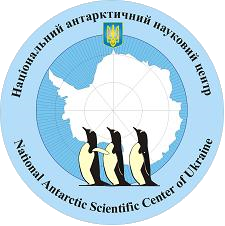 Національний антарктичний науковий центр
National Antarctic Scientific Center of Ukraine